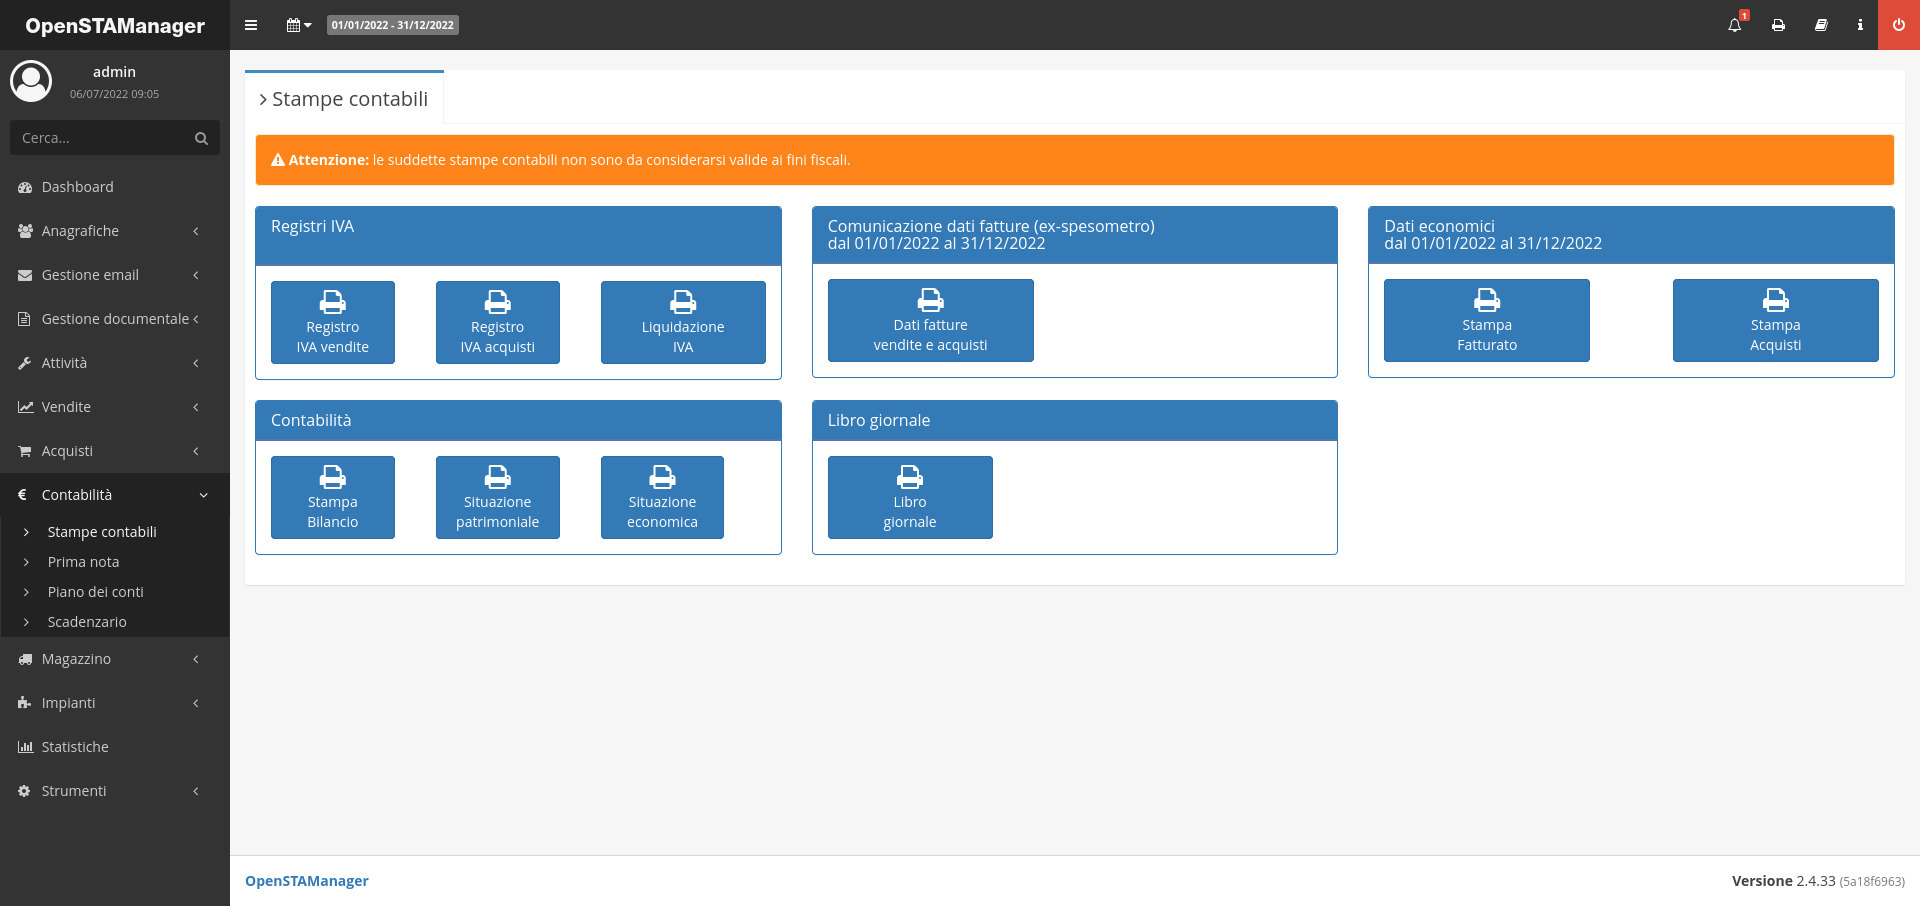 OpenSTAManager
01/01/2022 - 31/12/2022
1
admin
06/07/2022 09:05
Cerca...
Dashboard
Anagrafiche
Gestione email
Gestione documentale
Attività
Vendite
Acquisti
€ Contabilità
Stampe contabili
Prima nota
Piano dei conti
Scadenzario
Magazzino
Impianti
Statistiche
Strumenti
Stampe contabili
Attenzione: le suddette stampe contabili non sono da considerarsi valide ai fini fiscali.
Registri IVA
Registro
IVA vendite
Registro
IVA acquisti
Liquidazione
IVA
Comunicazione dati fatture (ex-spesometro)
dal 01/01/2022 al 31/12/2022
Dati fatture
vendite e acquisti
Dati economici
dal 01/01/2022 al 31/12/2022
Stampa
Fatturato
Stampa
Acquisti
Contabilità
Stampa
Bilancio
Situazione
patrimoniale
Situazione
economica
Libro giornale
Libro
giornale
OpenSTAManager
Versione 2.4.33 (5a18f6963)